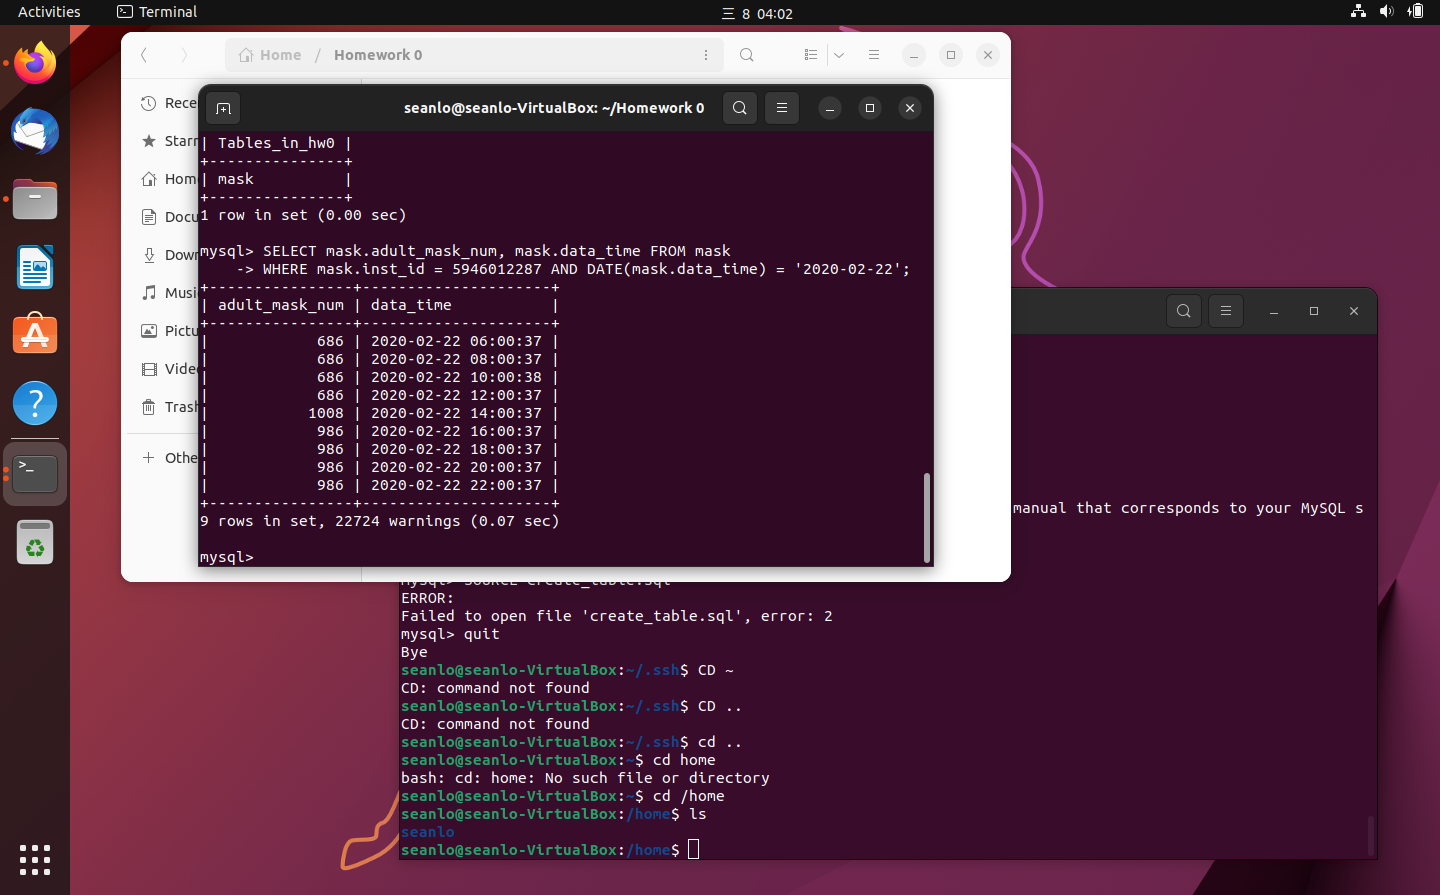 Activities
Terminal
三 8 04:02
Home / Homework 0
Rece
Starr
Hom
Docu
Down
Musi
Pictu
Vide
Trash
+ Othe
seanlo@seanlo-VirtualBox: ~/Homework 0
| Tables_in_hw0 |
+---------------+
| mask          |
+---------------+
1 row in set (0.00 sec)
mysql> SELECT mask.adult_mask_num, mask.data_time FROM mask
    -> WHERE mask.inst_id = 5946012287 AND DATE(mask.data_time) = '2020-02-22';
+----------------+---------------------+
| adult_mask_num | data_time           |
+----------------+---------------------+
|            686 | 2020-02-22 06:00:37 |
|            686 | 2020-02-22 08:00:37 |
|            686 | 2020-02-22 10:00:38 |
|            686 | 2020-02-22 12:00:37 |
|           1008 | 2020-02-22 14:00:37 |
|            986 | 2020-02-22 16:00:37 |
|            986 | 2020-02-22 18:00:37 |
|            986 | 2020-02-22 20:00:37 |
|            986 | 2020-02-22 22:00:37 |
+----------------+---------------------+
9 rows in set, 22724 warnings (0.07 sec)
mysql>
manual that corresponds to your MySQL s
mysql> SOURCE create_table.sql
ERROR:
Failed to open file 'create_table.sql', error: 2
mysql> quit
Bye
seanlo@seanlo-VirtualBox:~/.ssh$ CD ~
CD: command not found
seanlo@seanlo-VirtualBox:~/.ssh$ CD ..
CD: command not found
seanlo@seanlo-VirtualBox:~/.ssh$ cd ..
seanlo@seanlo-VirtualBox:~$ cd home
bash: cd: home: No such file or directory
seanlo@seanlo-VirtualBox:~$ cd /home
seanlo@seanlo-VirtualBox:/home$ ls
seanlo
seanlo@seanlo-VirtualBox:/home$